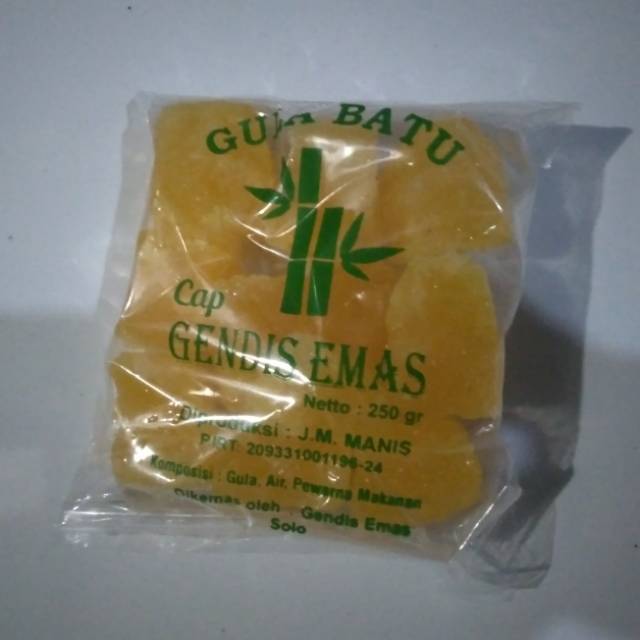 GULA BATU
Cap
GENDIS EMAS
Netto : 250 gr
Diproduksi : J.M. MANIS
P.IRT. 209331001196-24
Komposisi : Gula, Air, Pewarna Makanan
Dikemas oleh : Gendis Emas
Solo